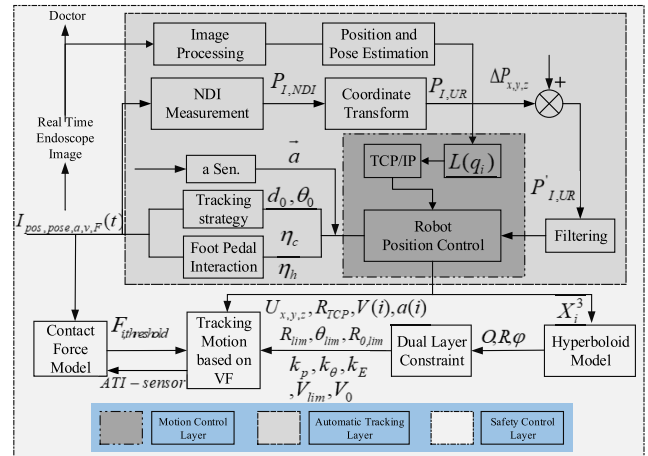 Doctor
Image
Processing
Position and
Pose Estimation
NDI
Measurement
P_{I,NDI}
Coordinate
Transform
P_{I,UR}
ΔP_{x,y,z}
+
Real Time
Endoscope
Image
a Sen.
\vec{a}
TCP/IP
L(q_i)
P'_{I,UR}
I_{pos,pose,a,v,F}(t)
Tracking
strategy
d_0,θ_0
Foot Pedal
Interaction
η_c
η_h
Robot
Position Control
Filtering
U_{x,y,z},R_{TCP},V(i),a(i)
X_i^3
Contact
Force
Model
F_{i,threshold}
ATI-sensor
Tracking
Motion
based on
VF
R_{lim},θ_{lim},R_{0,lim}
k_p,k_θ,k_E
,V_{lim},V_0
Dual Layer
Constraint
O,R,φ
Hyperboloid
Model
Motion Control
Layer
Automatic Tracking
Layer
Safety Control
Layer